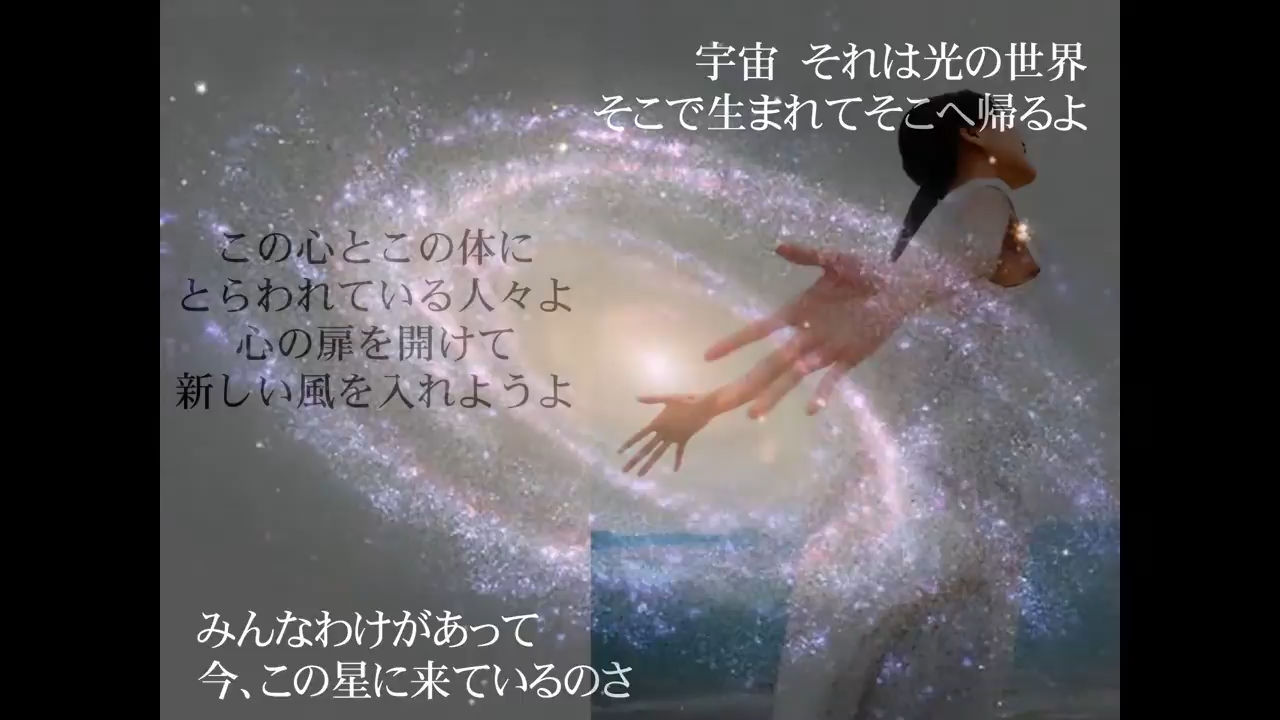 宇宙 それは光の世界
そこで生まれてそこへ帰るよ
この心とこの体に
とらわれている人々よ
心の扉を開けて
新しい風を入れようよ
みんなわけがあって
今、この星に来ているのさ